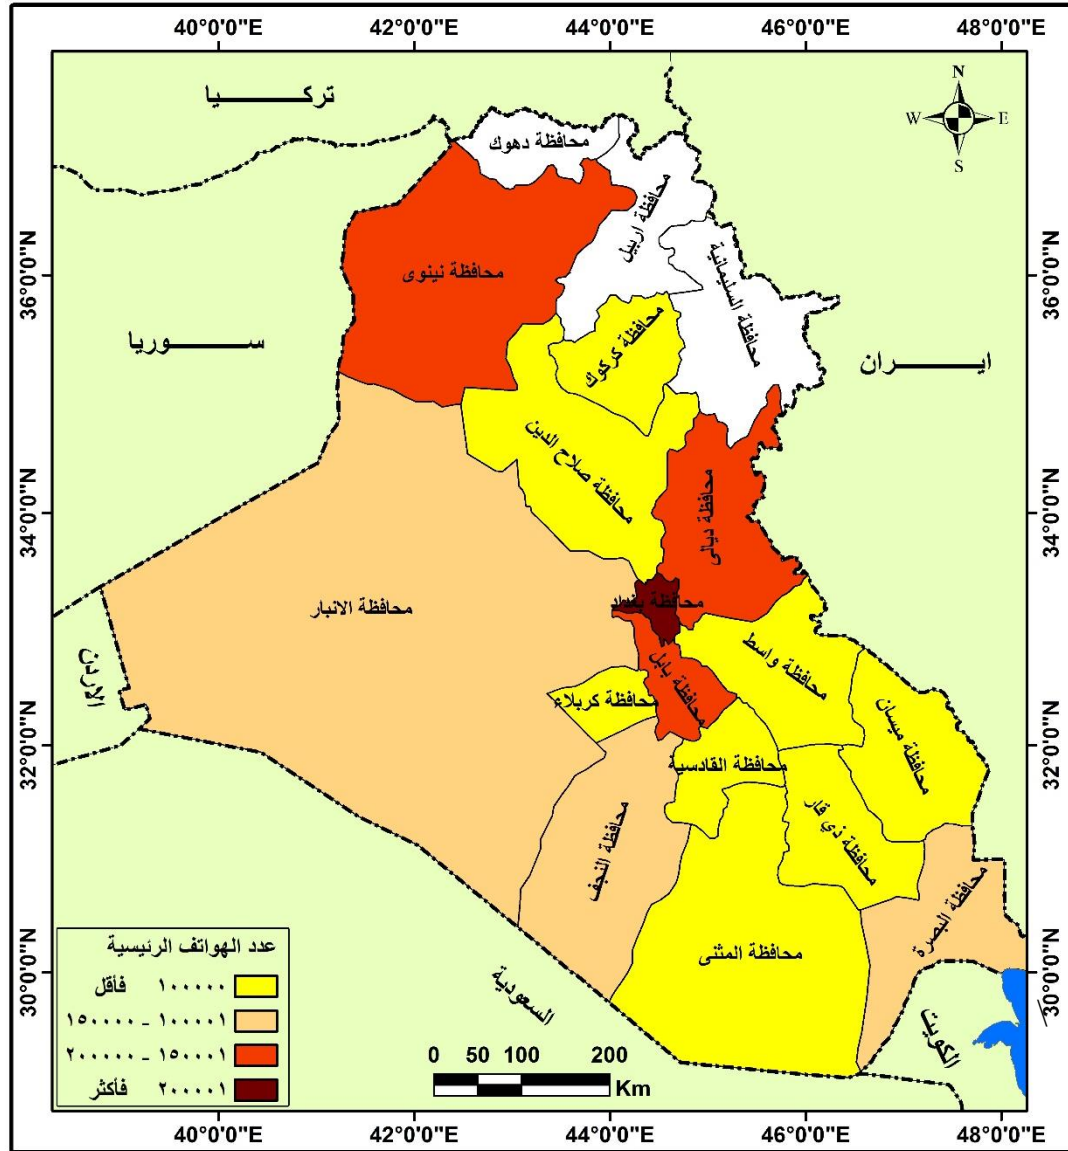 40°0'0"E 42°0'0"E 44°0'0"E 46°0'0"E 48°0'0"E
تركـيا
N
W E
S
محافظة دهوك
محافظة اربيل
محافظة السليمانية
36°0'0"N
محافظة نينوى
36°0'0"N
ســوريا
محافظة كركوك
ايــران
محافظة صلاح الدين
34°0'0"N
محافظة ديالى
34°0'0"N
محافظة الانبار
محافظة بغداد
الاردن
محافظة بابل
محافظة واسط
محافظة كربلاء
محافظة ميسان
32°0'0"N
محافظة القادسية
32°0'0"N
محافظة النجف
محافظة ذي قار
محافظة البصرة
محافظة المثنى
30°0'0"N
السعودية
الكويت
30°0'0"N
عدد الهواتف الرئيسية
١٠٠٠٠٠ فأقل
١٠٠٠٠١ - ١٥٠٠٠٠
١٥٠٠٠١ - ٢٠٠٠٠٠
٢٠٠٠٠١ فأكثر
0 50 100 200
Km
40°0'0"E 42°0'0"E 44°0'0"E 46°0'0"E 48°0'0"E